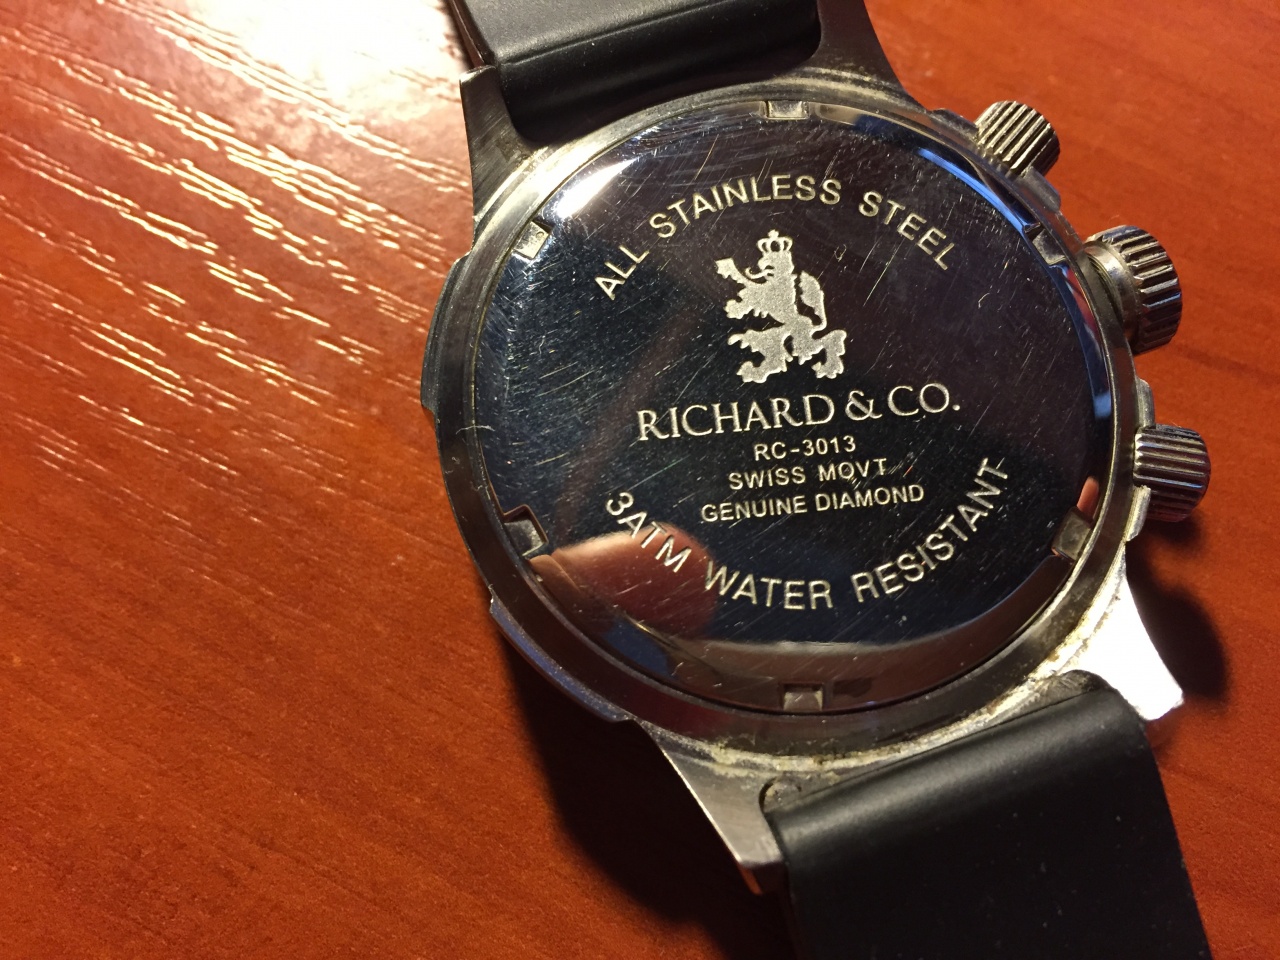 ALL STAINLESS STEEL
RICHARD & CO.
RC-3013
SWISS MOVT
GENUINE DIAMOND
3ATM WATER RESISTANT